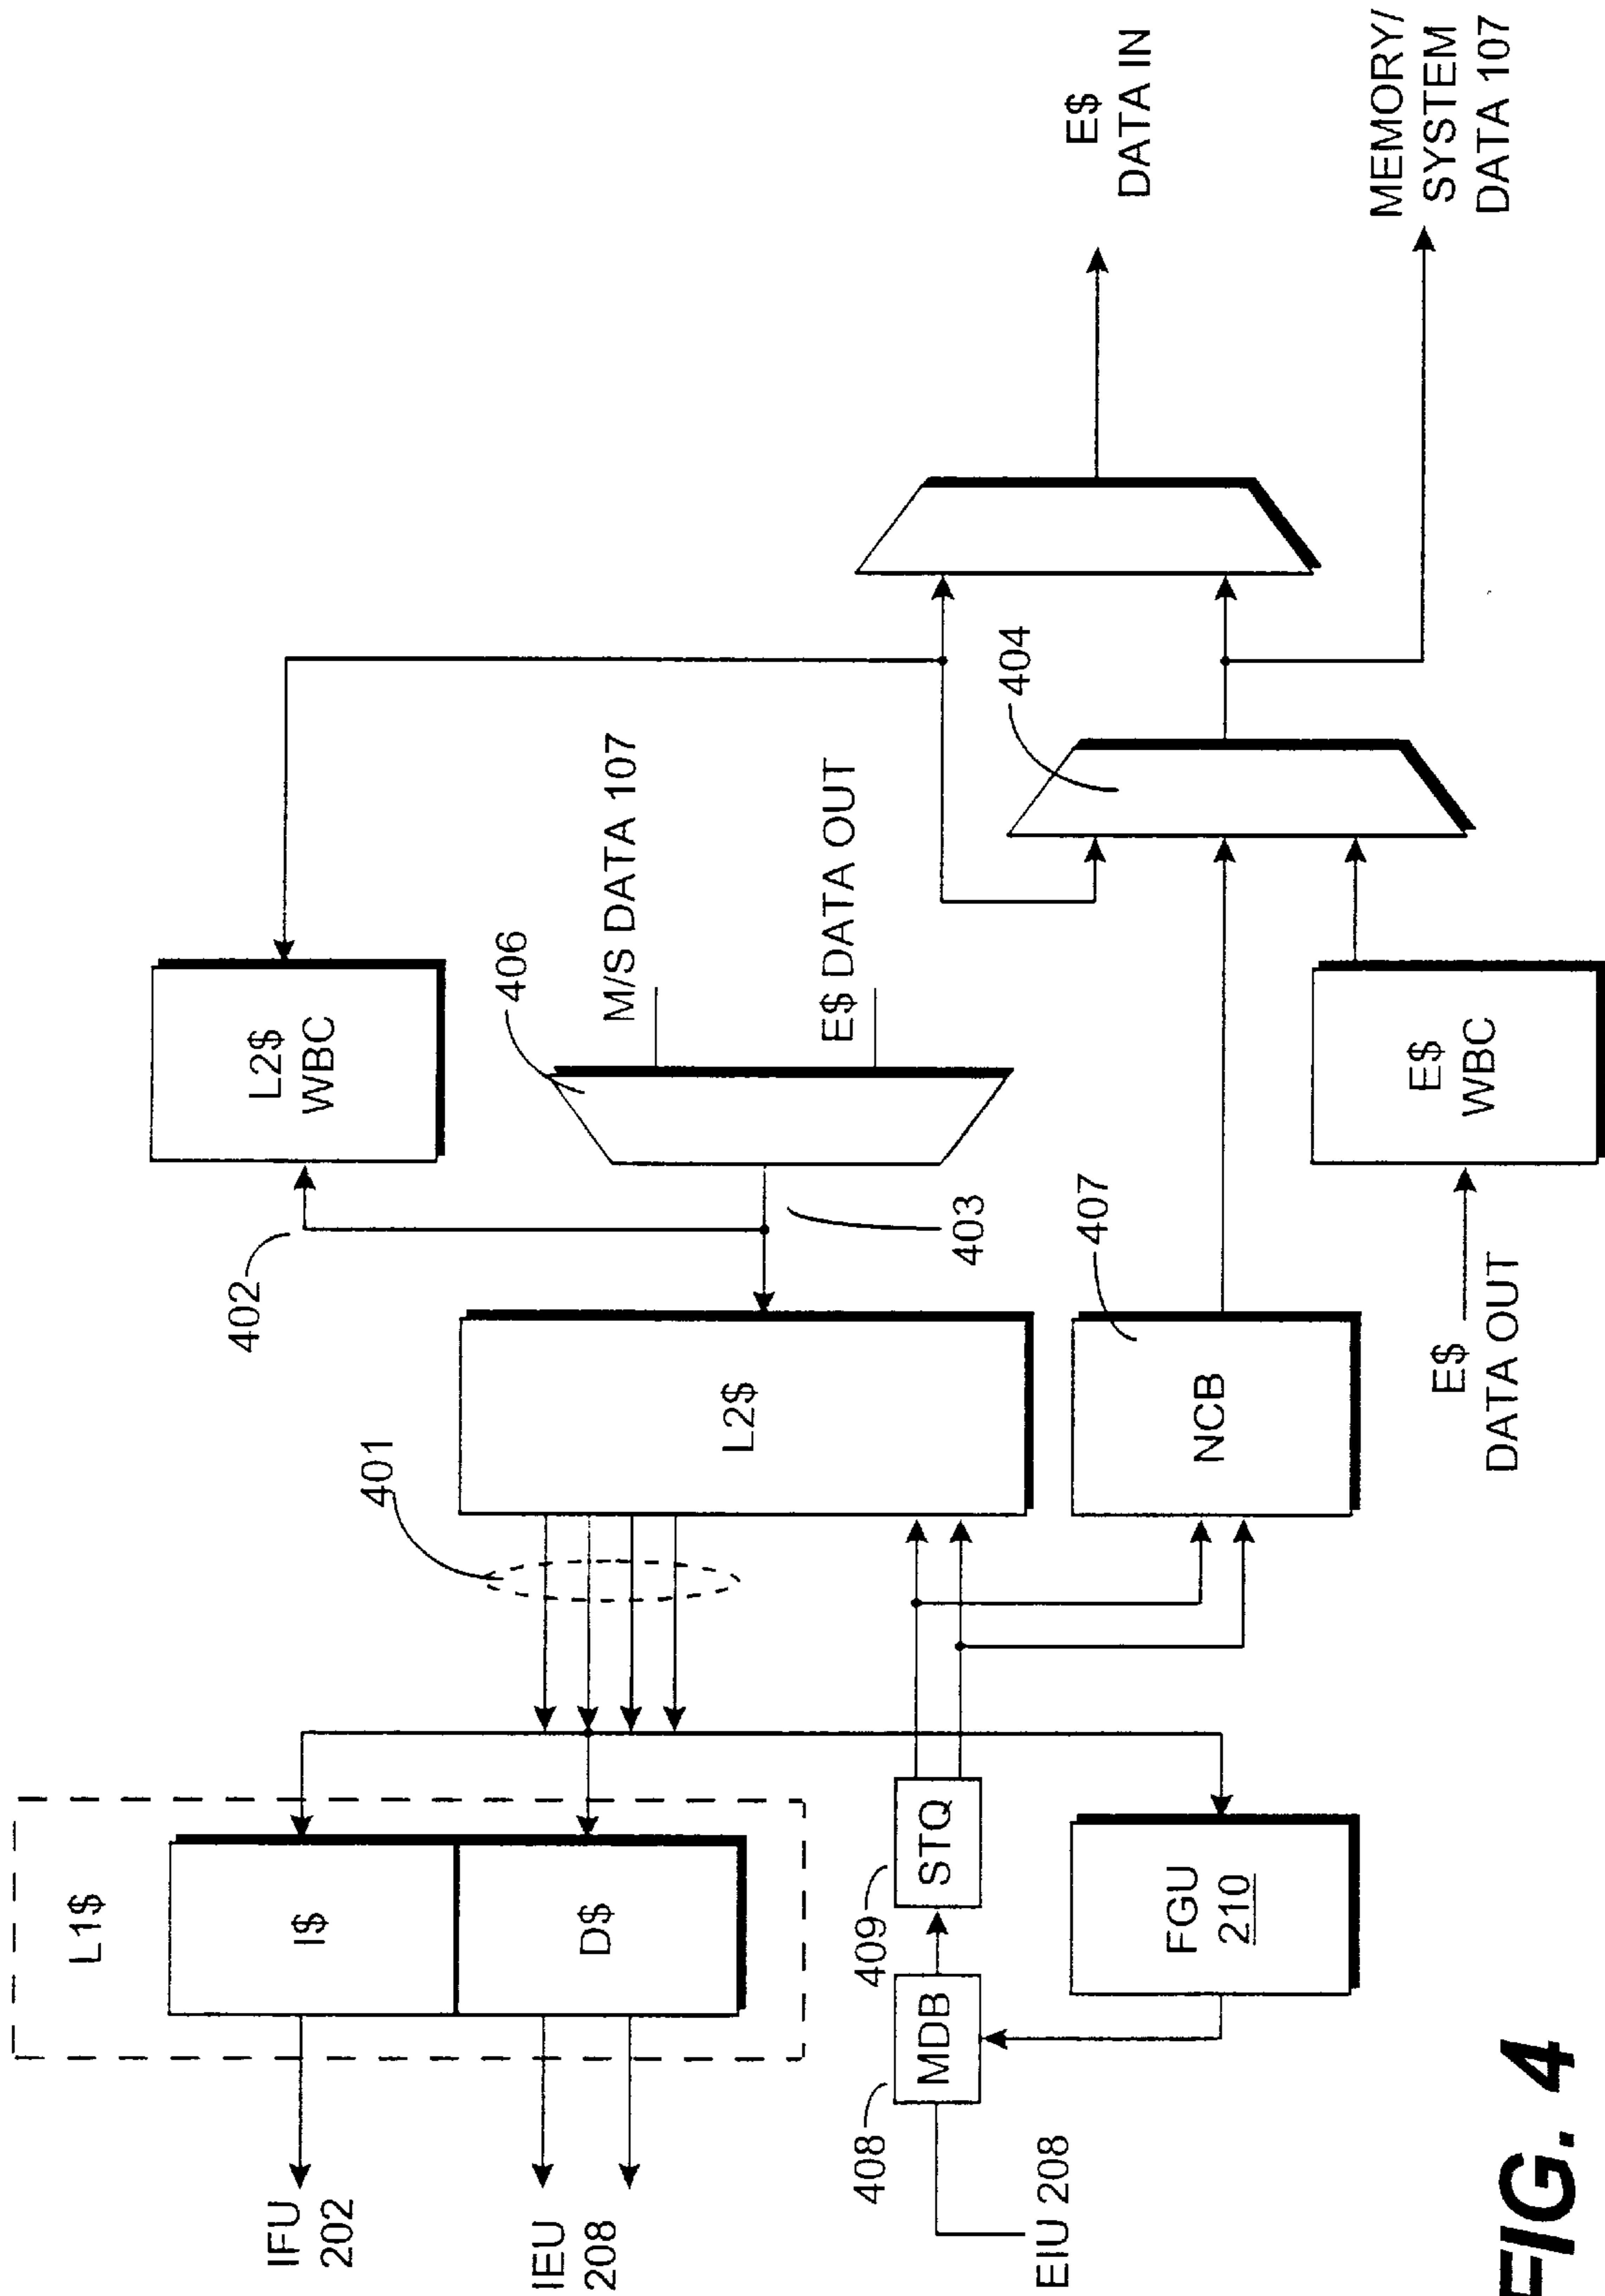 L1$
I$
D$
IFU
202
IEU
208
EIU 208
408
MDB
409
STQ
FGU
210
401
L2$
402
L2$
WBC
403
406
M/S DATA 107
E$ DATA OUT
407
NCB
E$
DATA OUT
E$
WBC
404
E$
DATA IN
MEMORY/
SYSTEM
DATA 107
FIG. 4